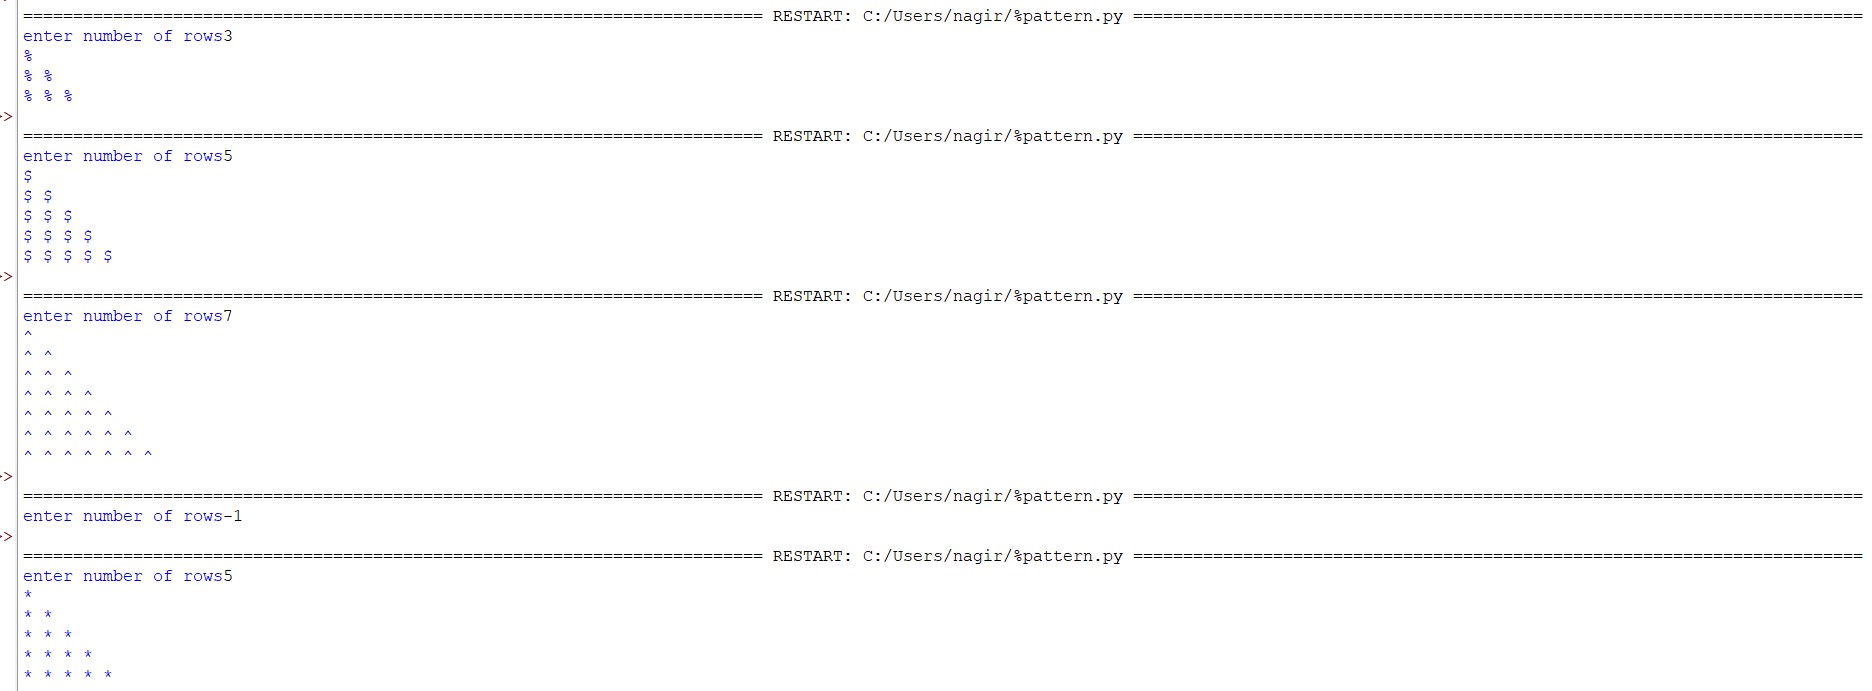 ========================================================================== RESTART: C:/Users/nagir/%pattern.py =========================================================================
enter number of rows3
%
% %
% % %
>>
========================================================================== RESTART: C:/Users/nagir/%pattern.py =========================================================================
enter number of rows5
$
$ $
$ $ $
$ $ $ $
$ $ $ $ $
>>
========================================================================== RESTART: C:/Users/nagir/%pattern.py =========================================================================
enter number of rows7
^
^ ^
^ ^ ^
^ ^ ^ ^
^ ^ ^ ^ ^
^ ^ ^ ^ ^ ^
^ ^ ^ ^ ^ ^ ^
>>
========================================================================== RESTART: C:/Users/nagir/%pattern.py =========================================================================
enter number of rows-1
>>
========================================================================== RESTART: C:/Users/nagir/%pattern.py =========================================================================
enter number of rows5
*
* *
* * *
* * * *
* * * * *